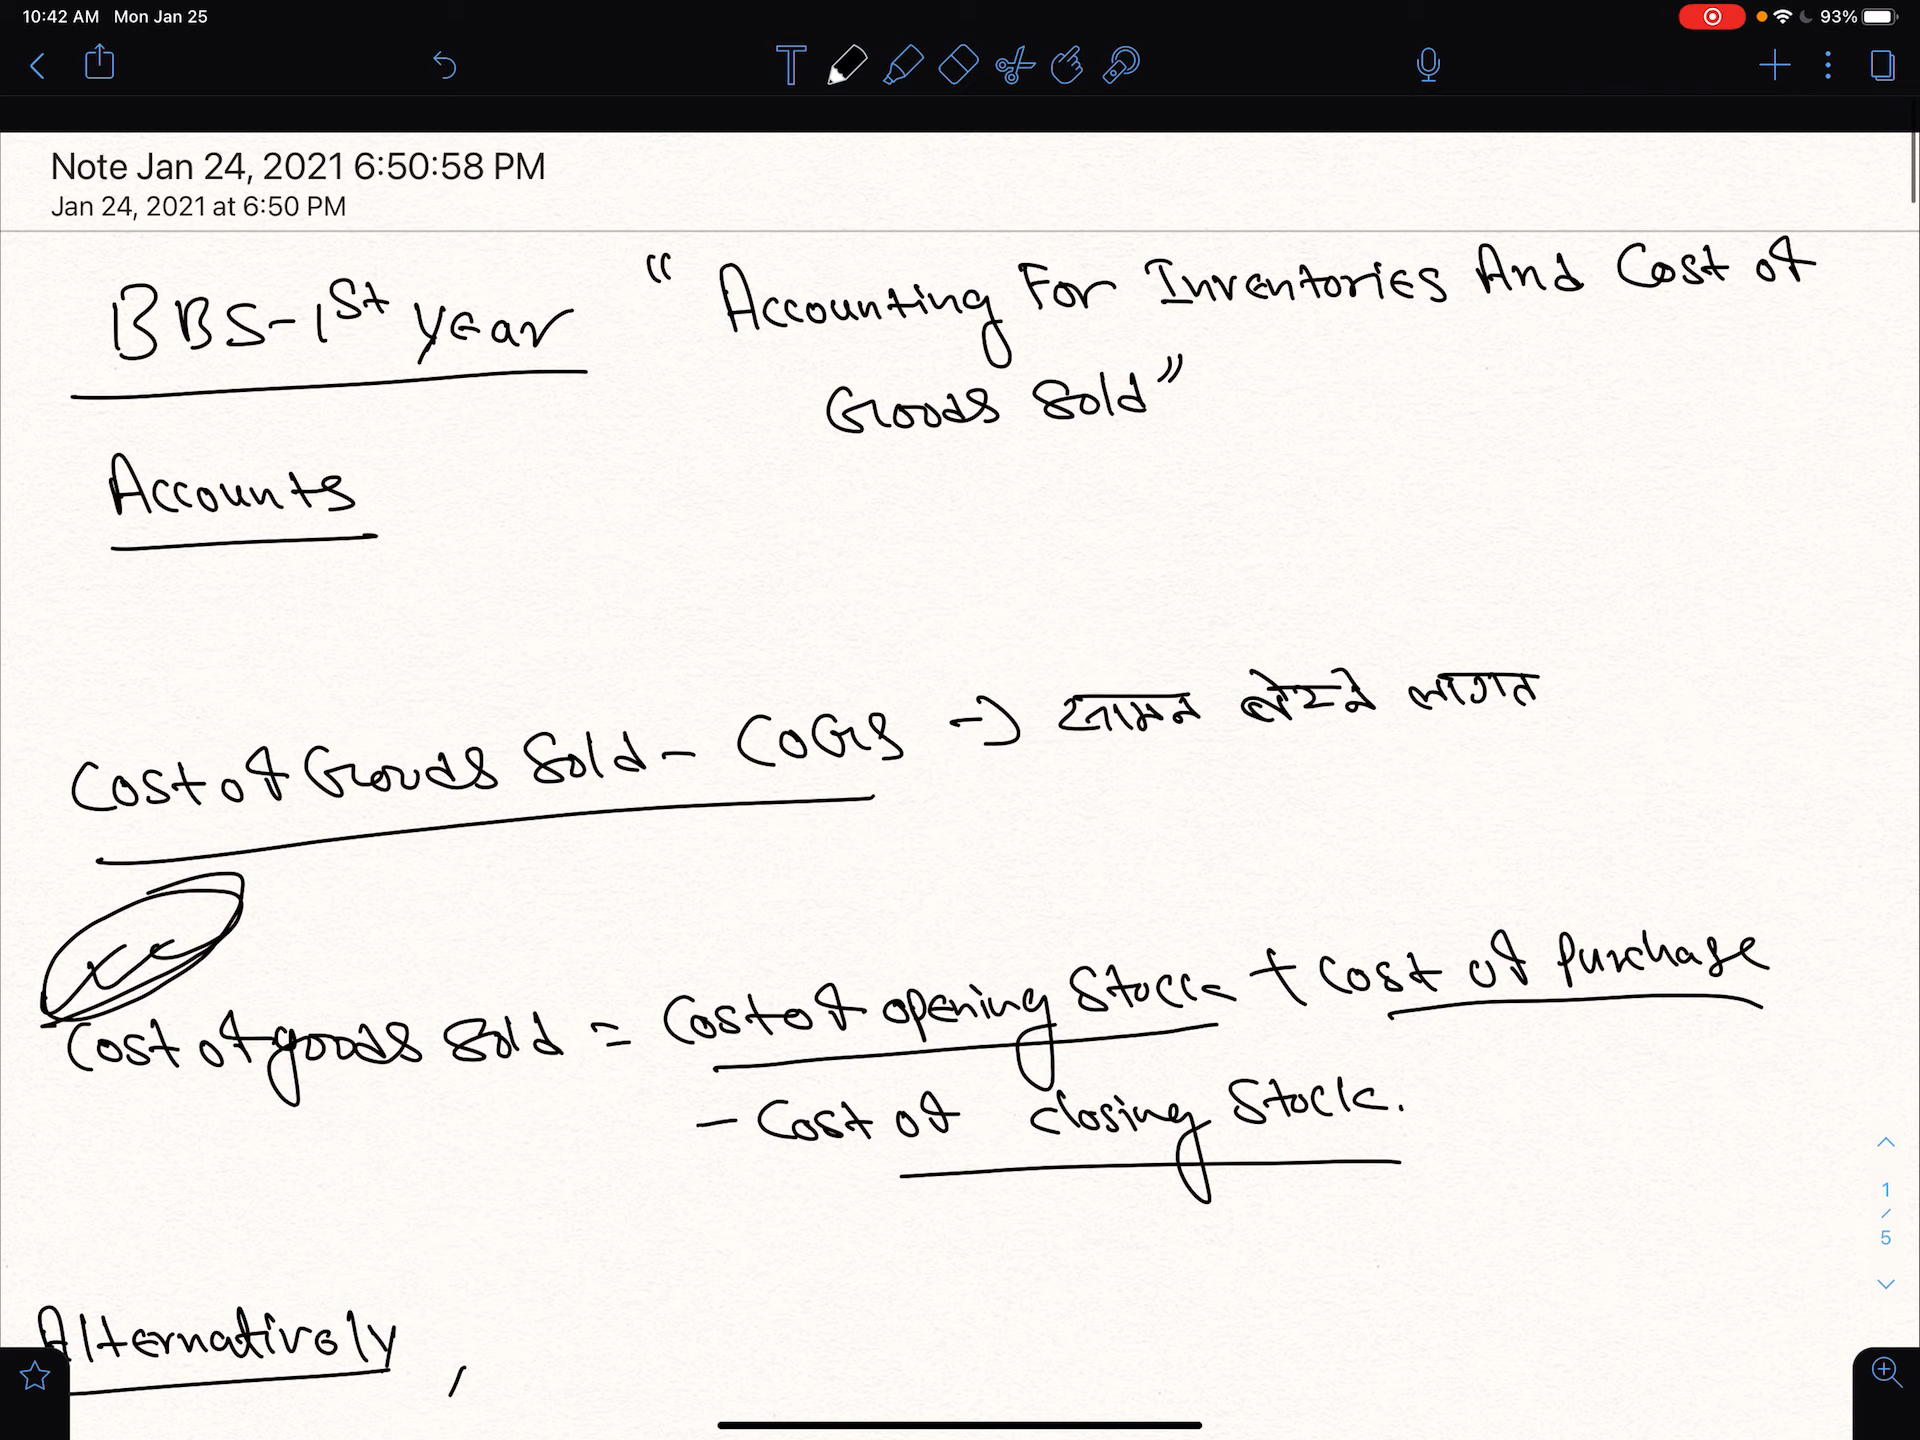 10:42 AM Mon Jan 25 93%
Note Jan 24, 2021 6:50:58 PM
Jan 24, 2021 at 6:50 PM
BBS-1st year
"Accounting For Inventories And Cost of
Goods Sold"
Accounts
Cost of Goods Sold - COGS → सामान बेच्ने लागत
Cost of goods sold = Cost of opening Stock + Cost of purchase
- Cost of closing Stock.
Alternatively,
1
/
5